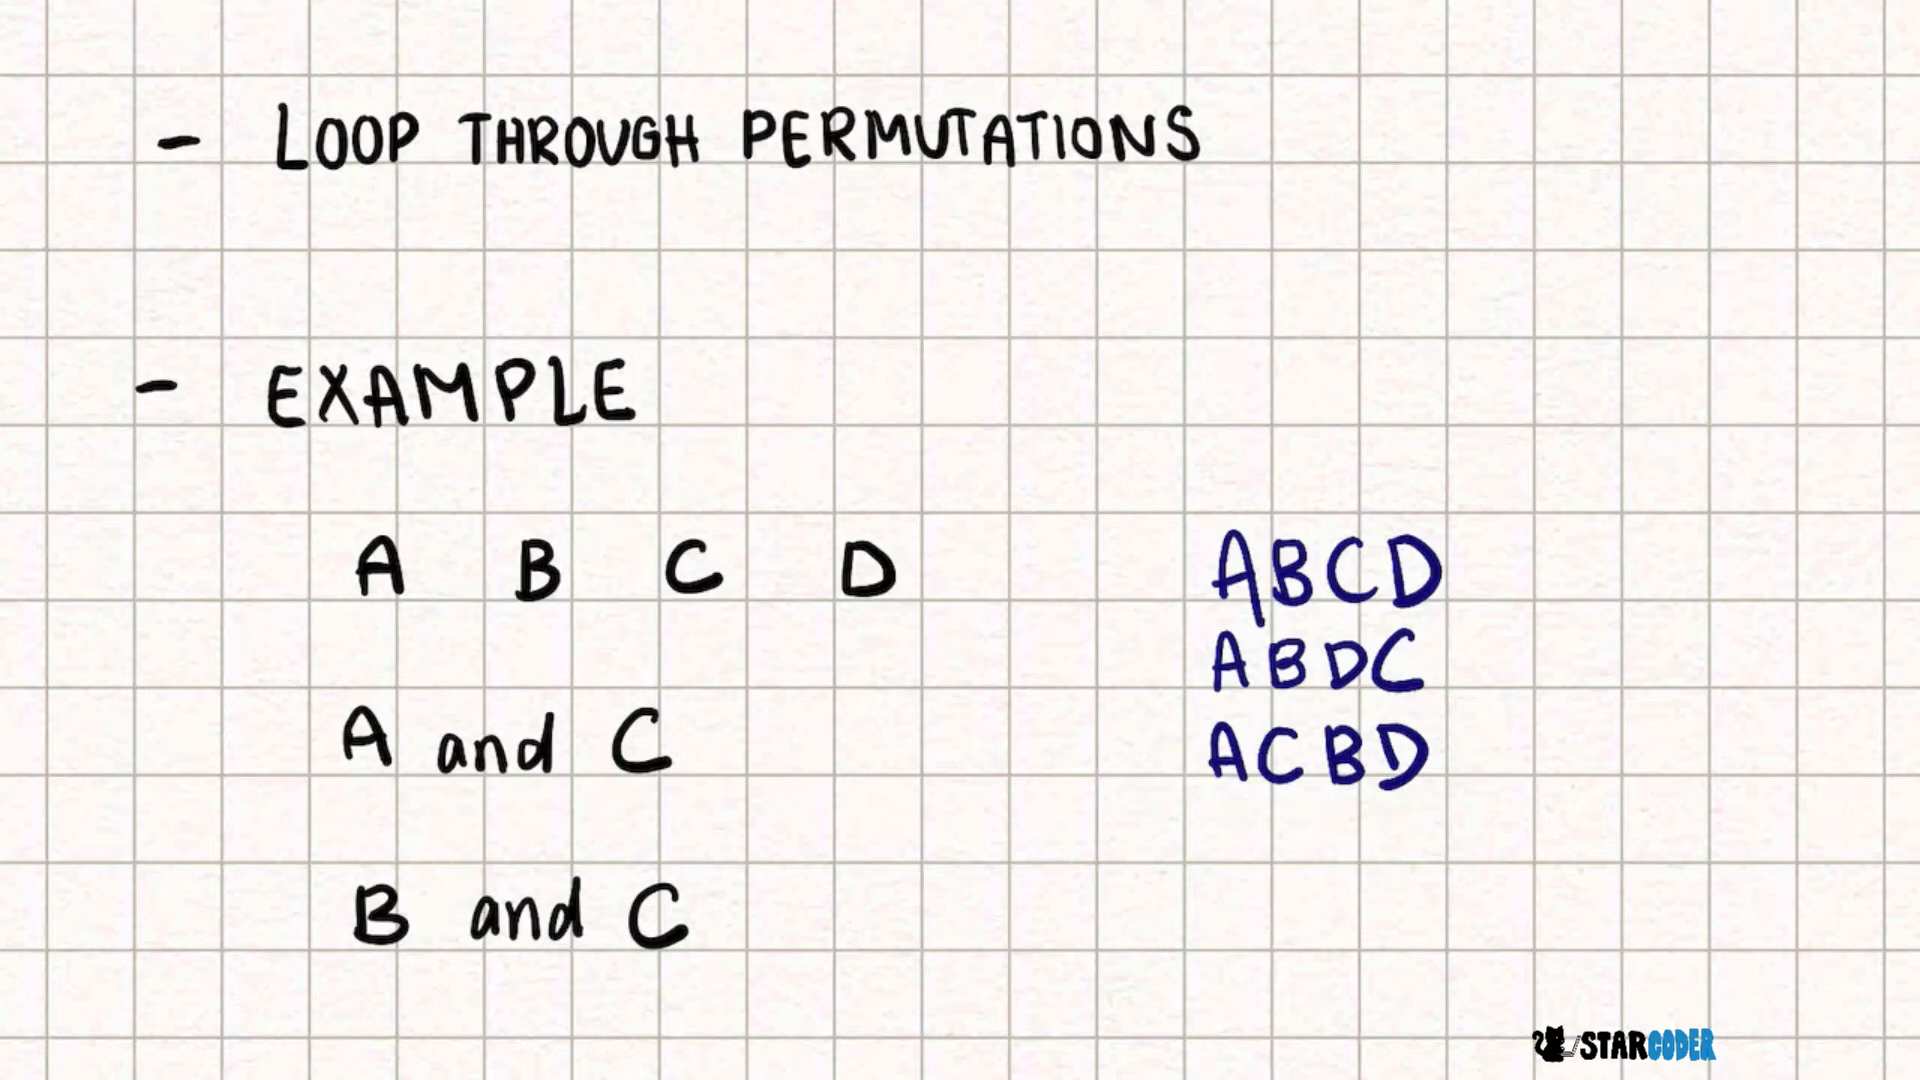 - LOOP THROUGH PERMUTATIONS
- EXAMPLE
A B C D
A and C
B and C
ABCD
ABDC
ACBD
STARCODER